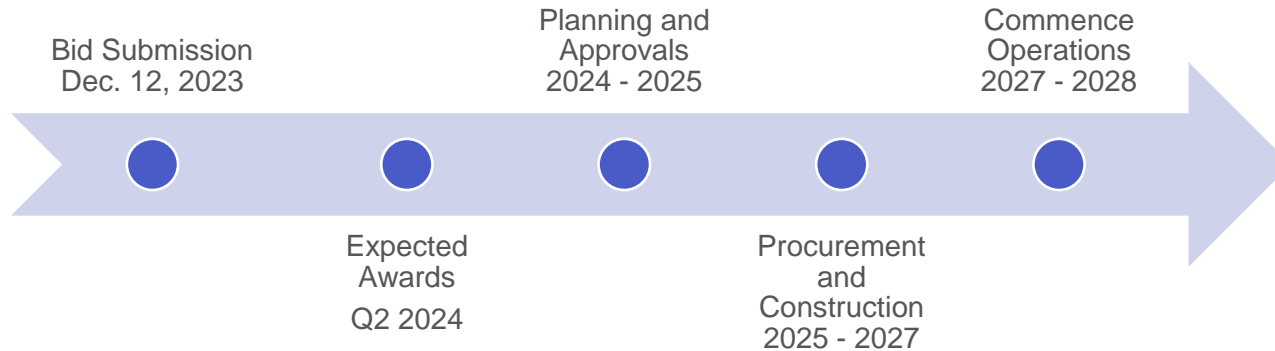 Bid Submission
Dec. 12, 2023
Expected
Awards
Q2 2024
Planning and
Approvals
2024 - 2025
Procurement
and
Construction
2025 - 2027
Commence
Operations
2027 - 2028